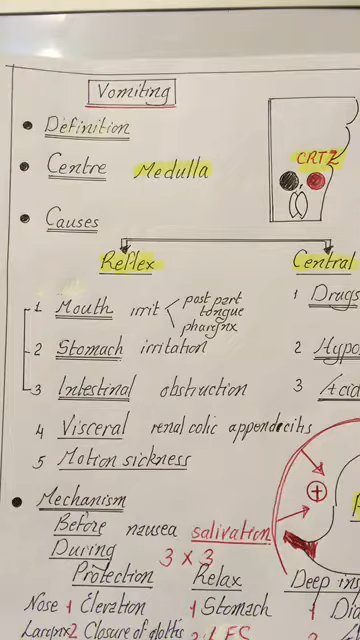 Vomiting
Definition
CRTZ
Centre Medulla
Causes
Reflex Central
1 Mouth irrit post part tongue pharynx 1 Drugs
2 Stomach irritation 2 Hypo
3 Intestinal obstruction 3 Acid
4 Visceral renal colic appendecitis
5 Motion sickness
+
Mechanism
Before nausea salivation
During 3 x 3
Protection Relax Deep ins
Nose 1 Elevation 1 Stomach 1
Larynx 2 Closure of glottis 2 LES